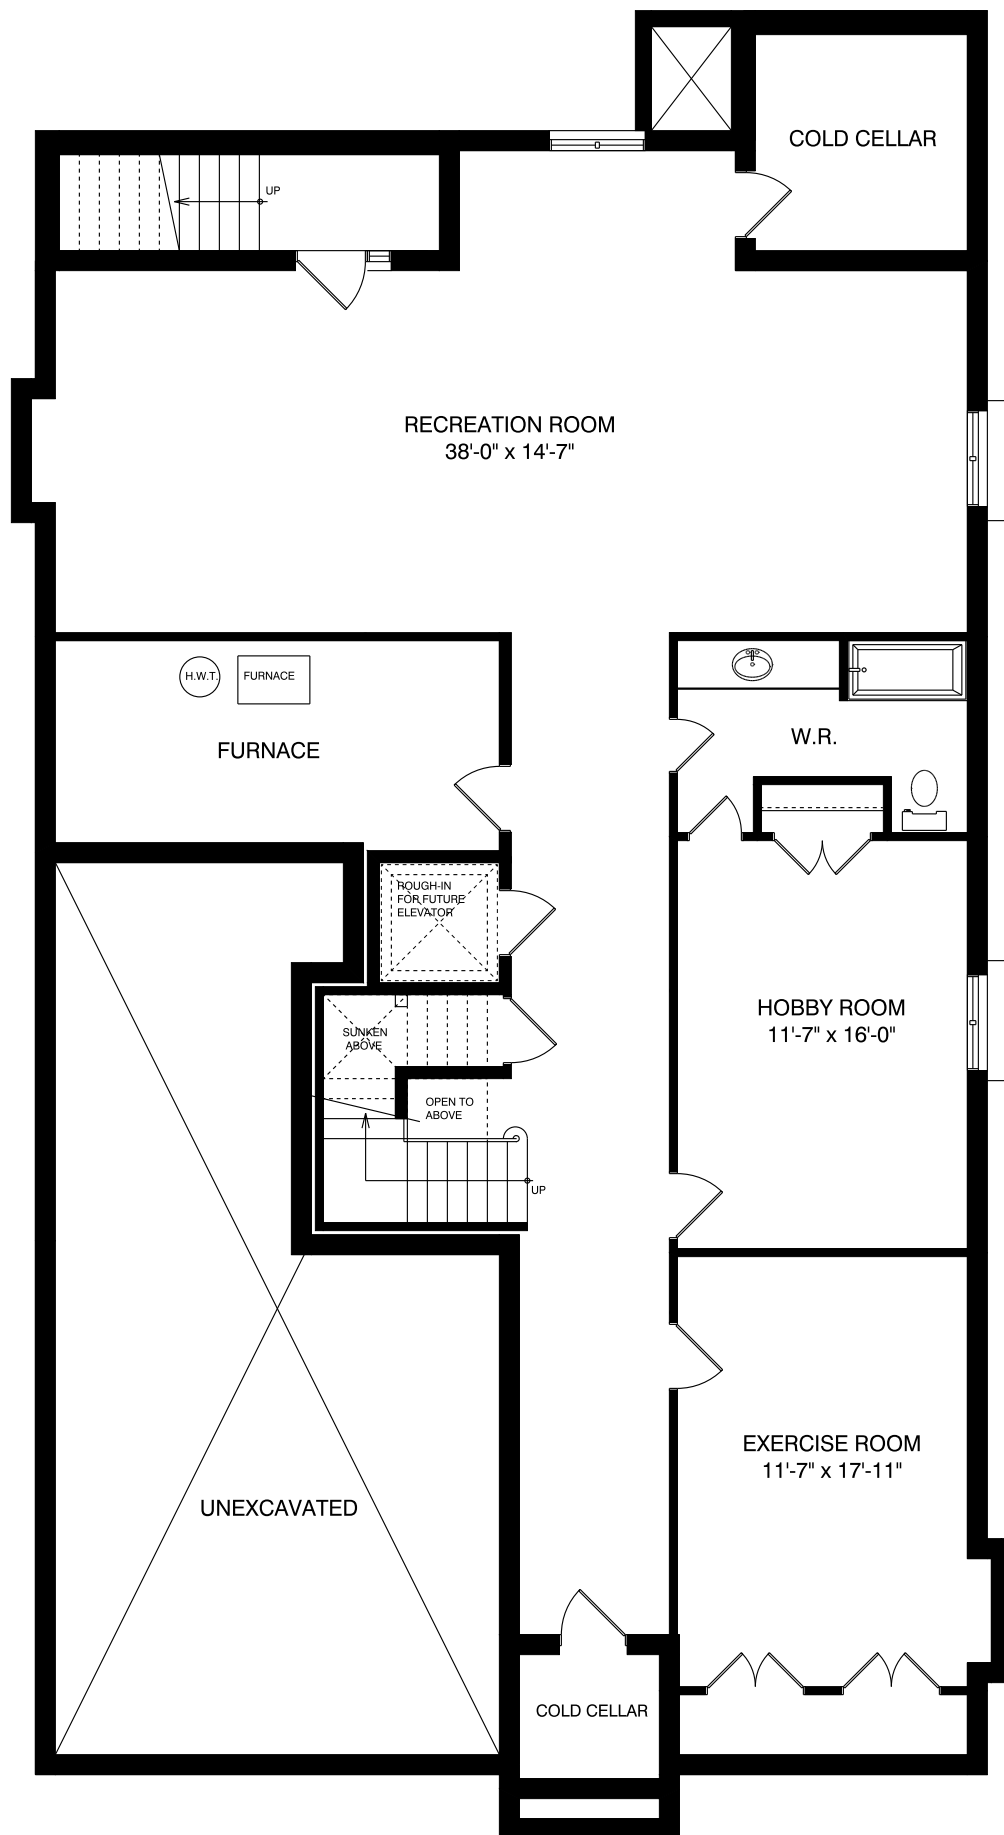 COLD CELLAR
UP
RECREATION ROOM
38'-0" x 14'-7"
H.W.T.
FURNACE
FURNACE
W.R.
ROUGH-IN
FOR FUTURE
ELEVATOR
SUNKEN
ABOVE
HOBBY ROOM
11'-7" x 16'-0"
OPEN TO
ABOVE
UP
EXERCISE ROOM
11'-7" x 17'-11"
UNEXCAVATED
COLD CELLAR